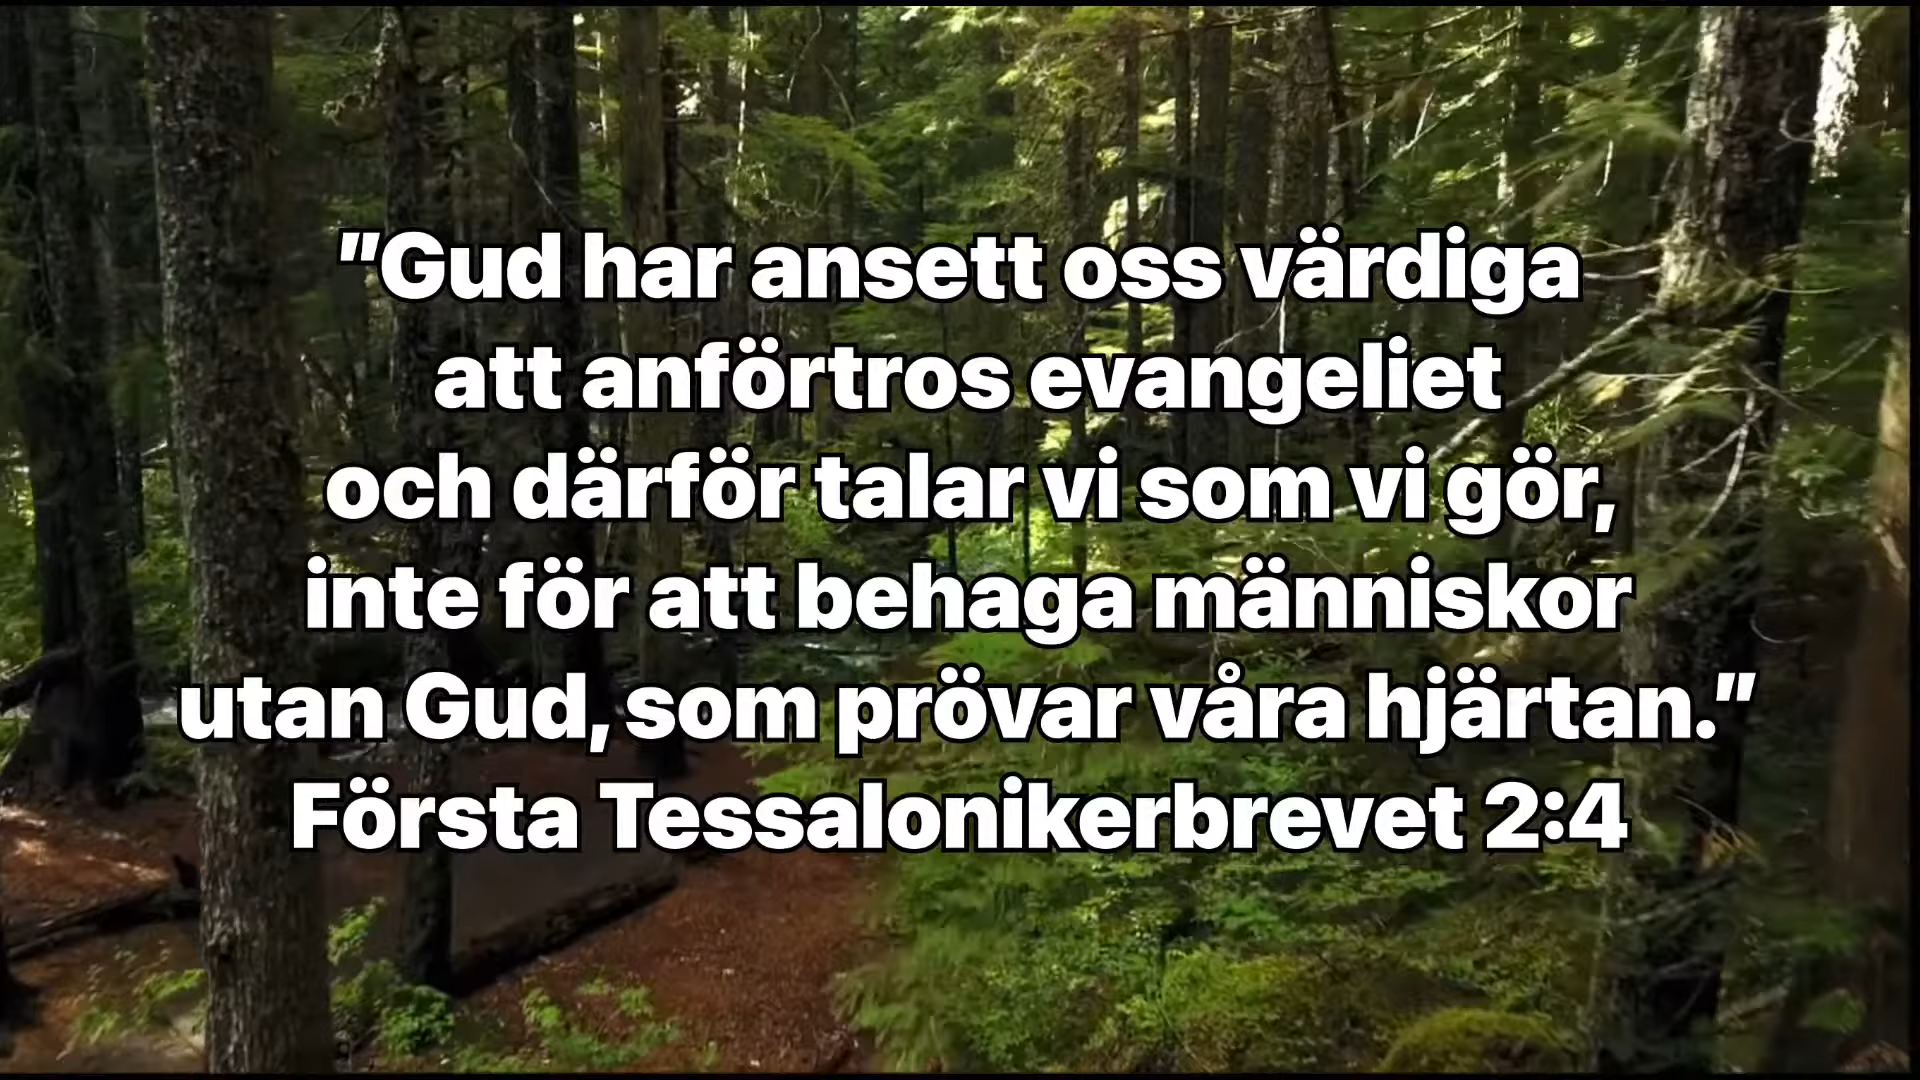 "Gud har ansett oss värdiga
att anförtros evangeliet
och därför talar vi som vi gör,
inte för att behaga människor
utan Gud, som prövar våra hjärtan."
Första Tessalonikerbrevet 2:4